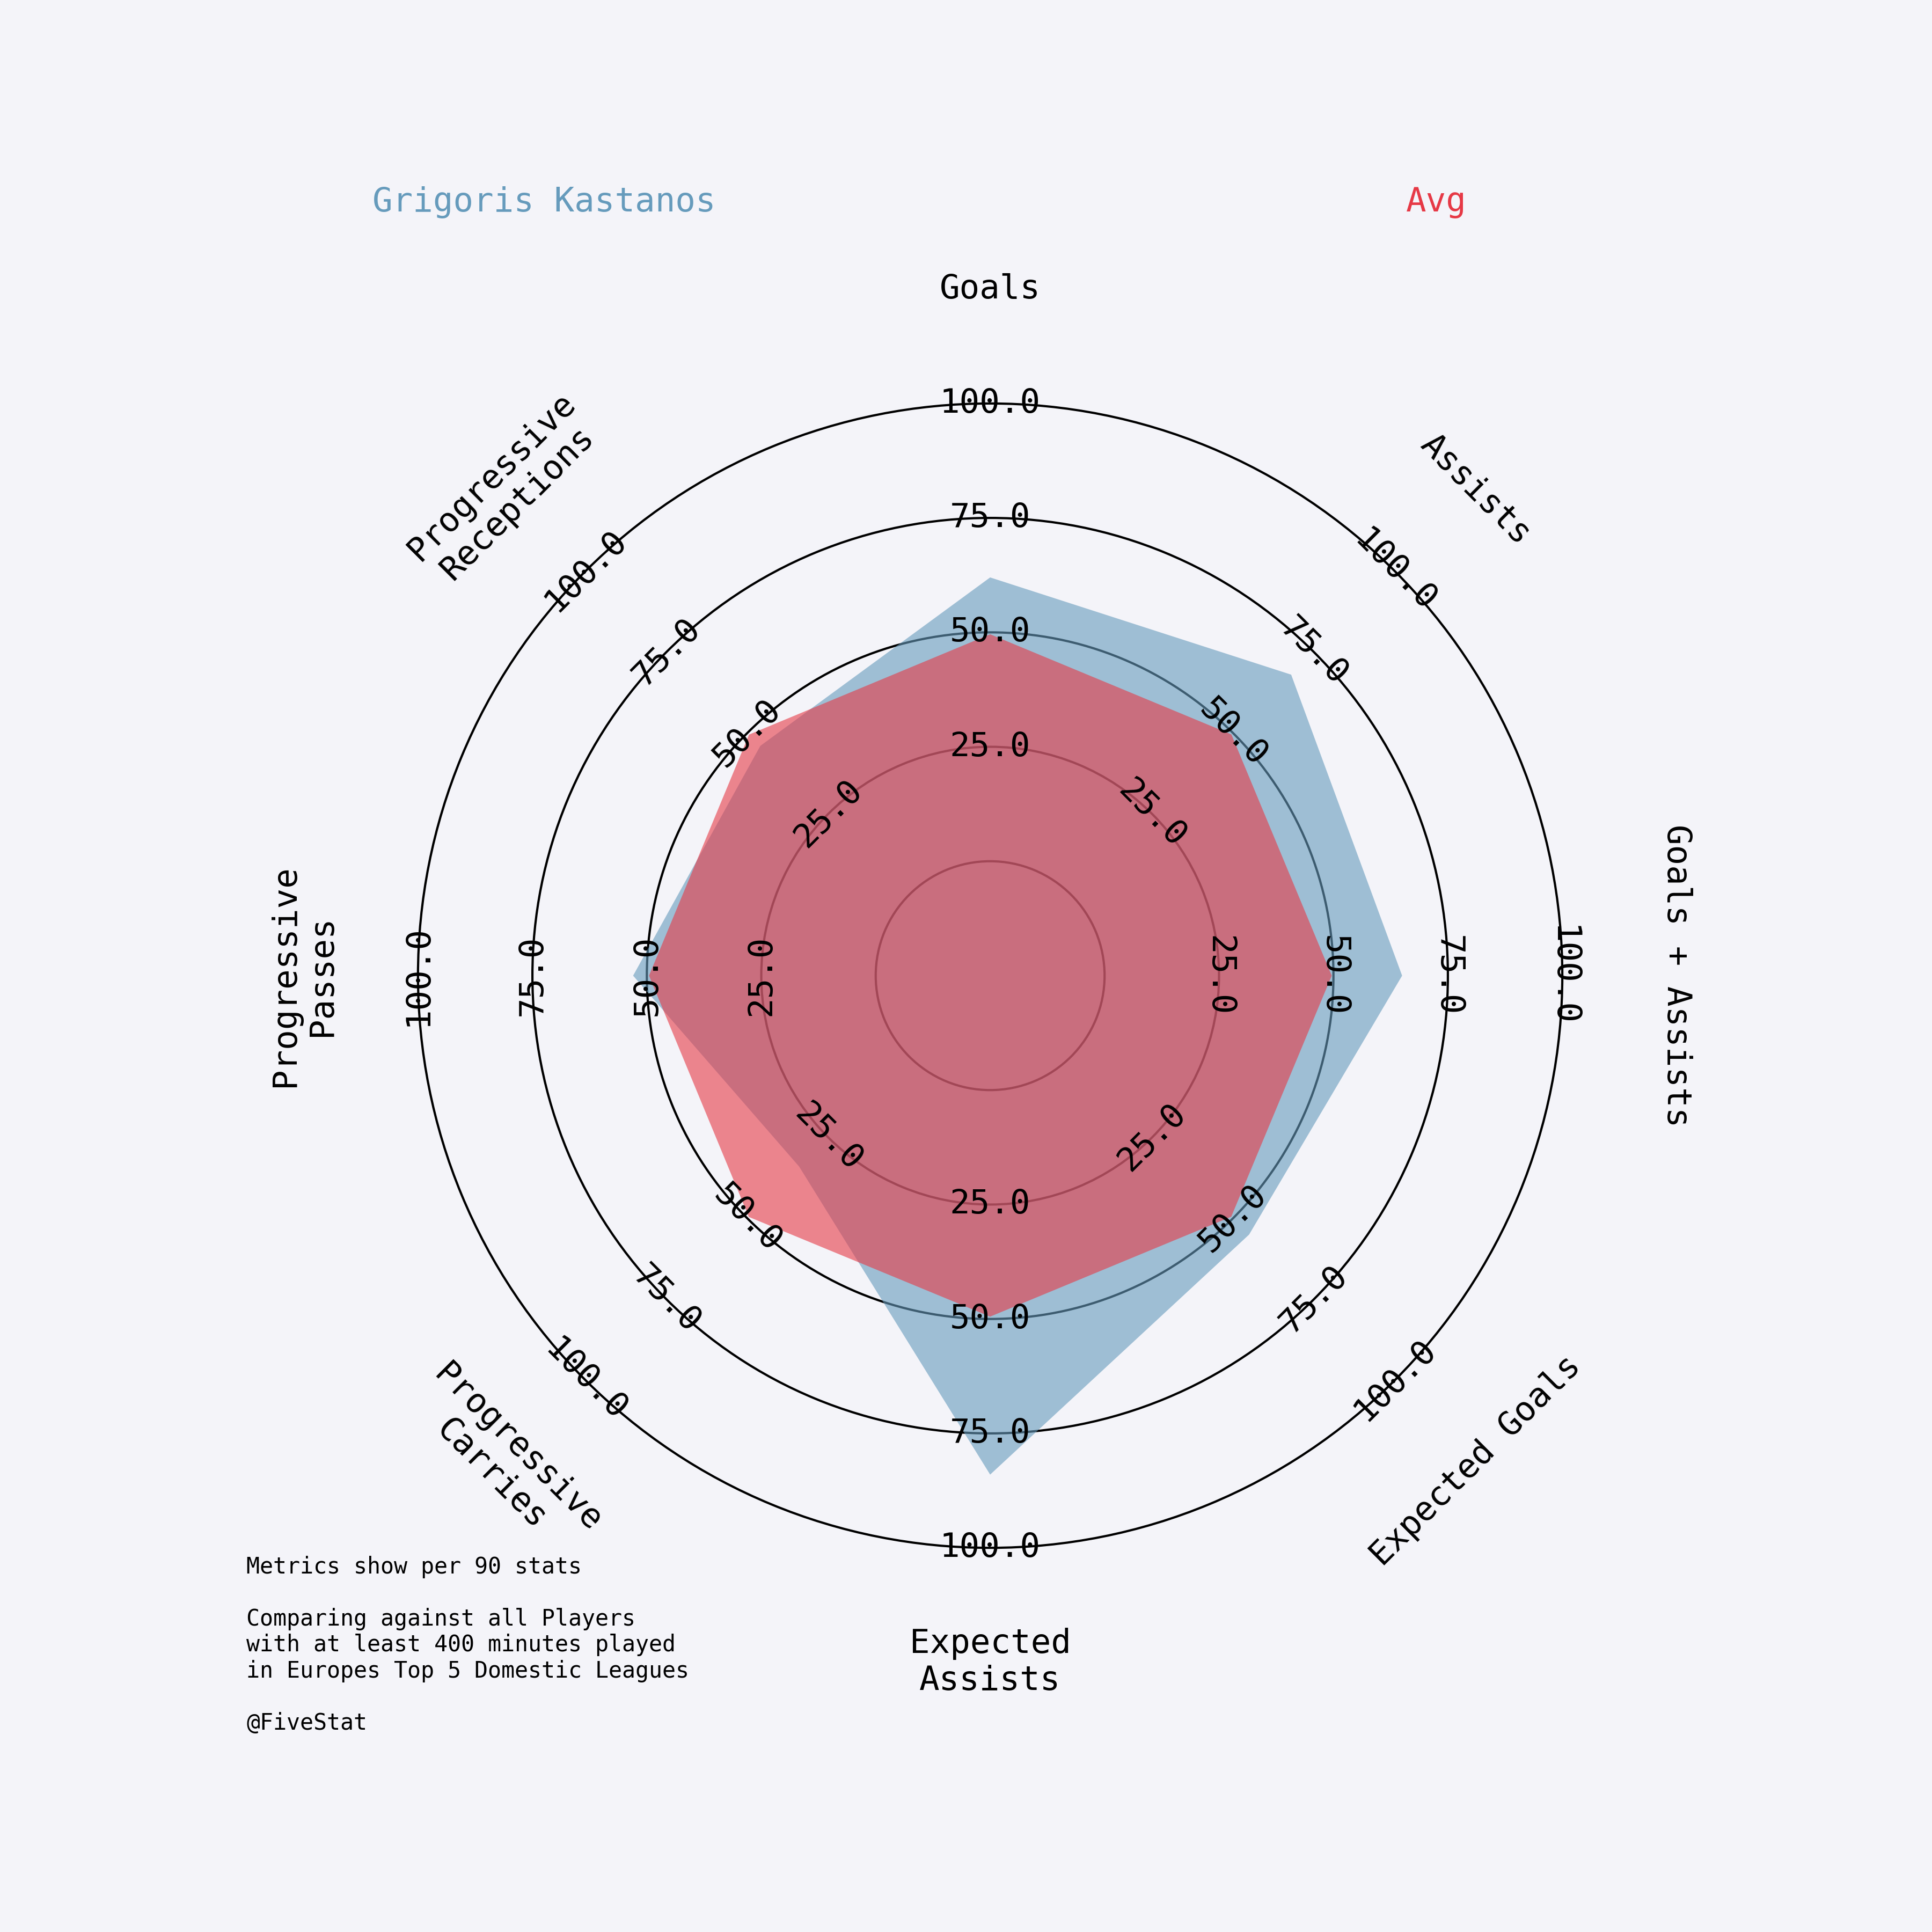 Grigoris Kastanos
Avg
Goals
Assists
Goals + Assists
Expected Goals
Expected
Assists
Progressive
Carries
Progressive
Passes
Progressive
Receptions
25.0
50.0
75.0
100.0
25.0
50.0
75.0
100.0
25.0
50.0
75.0
100.0
25.0
50.0
75.0
100.0
25.0
50.0
75.0
100.0
25.0
50.0
75.0
100.0
25.0
50.0
75.0
100.0
25.0
50.0
75.0
100.0
Metrics show per 90 stats
Comparing against all Players
with at least 400 minutes played
in Europes Top 5 Domestic Leagues
@FiveStat